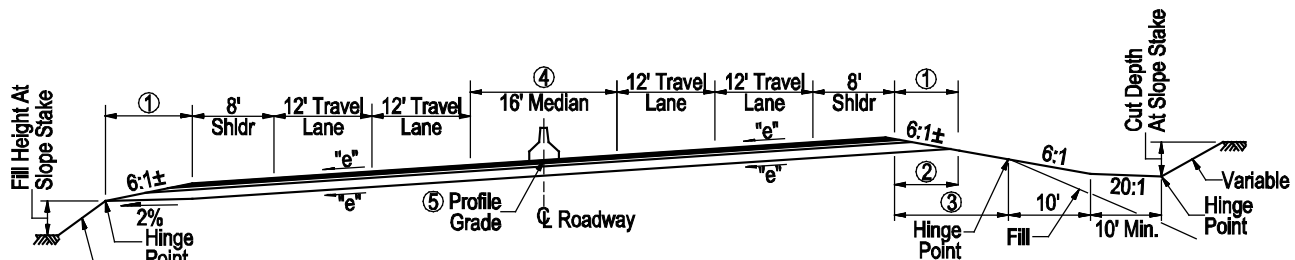 Fill Height At
Slope Stake
①
8'
Shldr
12' Travel
Lane
12' Travel
Lane
④
16' Median
12' Travel
Lane
12' Travel
Lane
8'
Shldr
①
Cut Depth
At Slope Stake
6:1±
"e"
"e"
"e"
"e"
6:1±
6:1
20:1
Variable
②
③
10'
10' Min.
2%
Hinge
Point
⑤ Profile
Grade
℄ Roadway
Hinge
Point
Fill
Hinge
Point